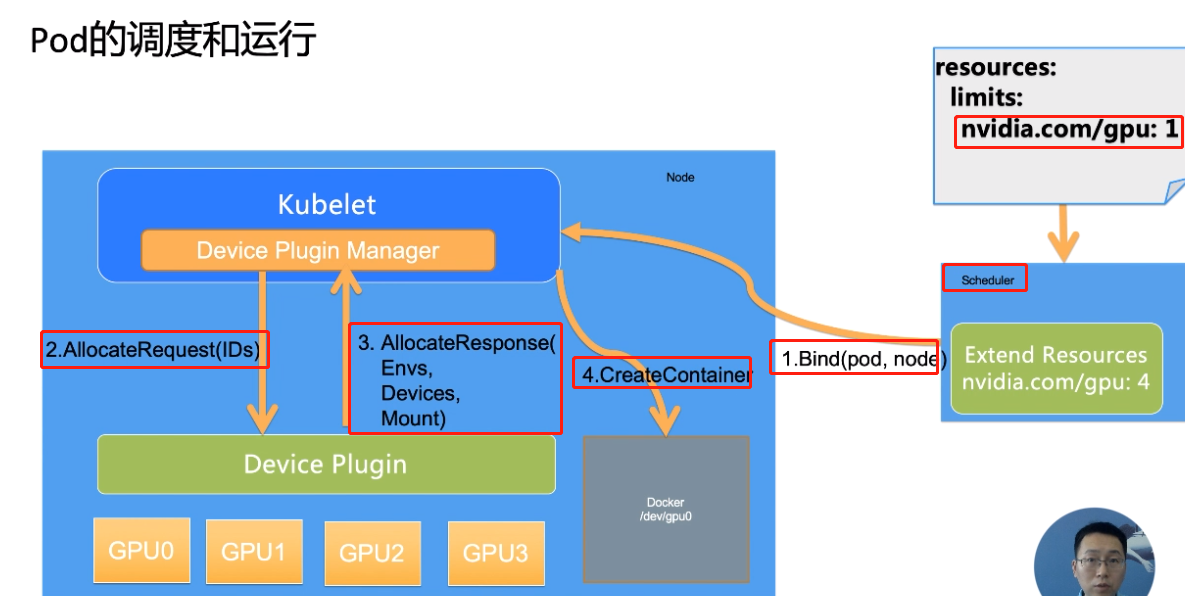 Pod的调度和运行
resources:
limits:
nvidia.com/gpu: 1
Node
Kubelet
Device Plugin Manager
Scheduler
2.AllocateRequest(IDs)
3. AllocateResponse(
Envs,
Devices,
Mount)
4.CreateContainer
1.Bind(pod, node)
Extend Resources
nvidia.com/gpu: 4
Device Plugin
Docker
/dev/gpu0
GPU0
GPU1
GPU2
GPU3